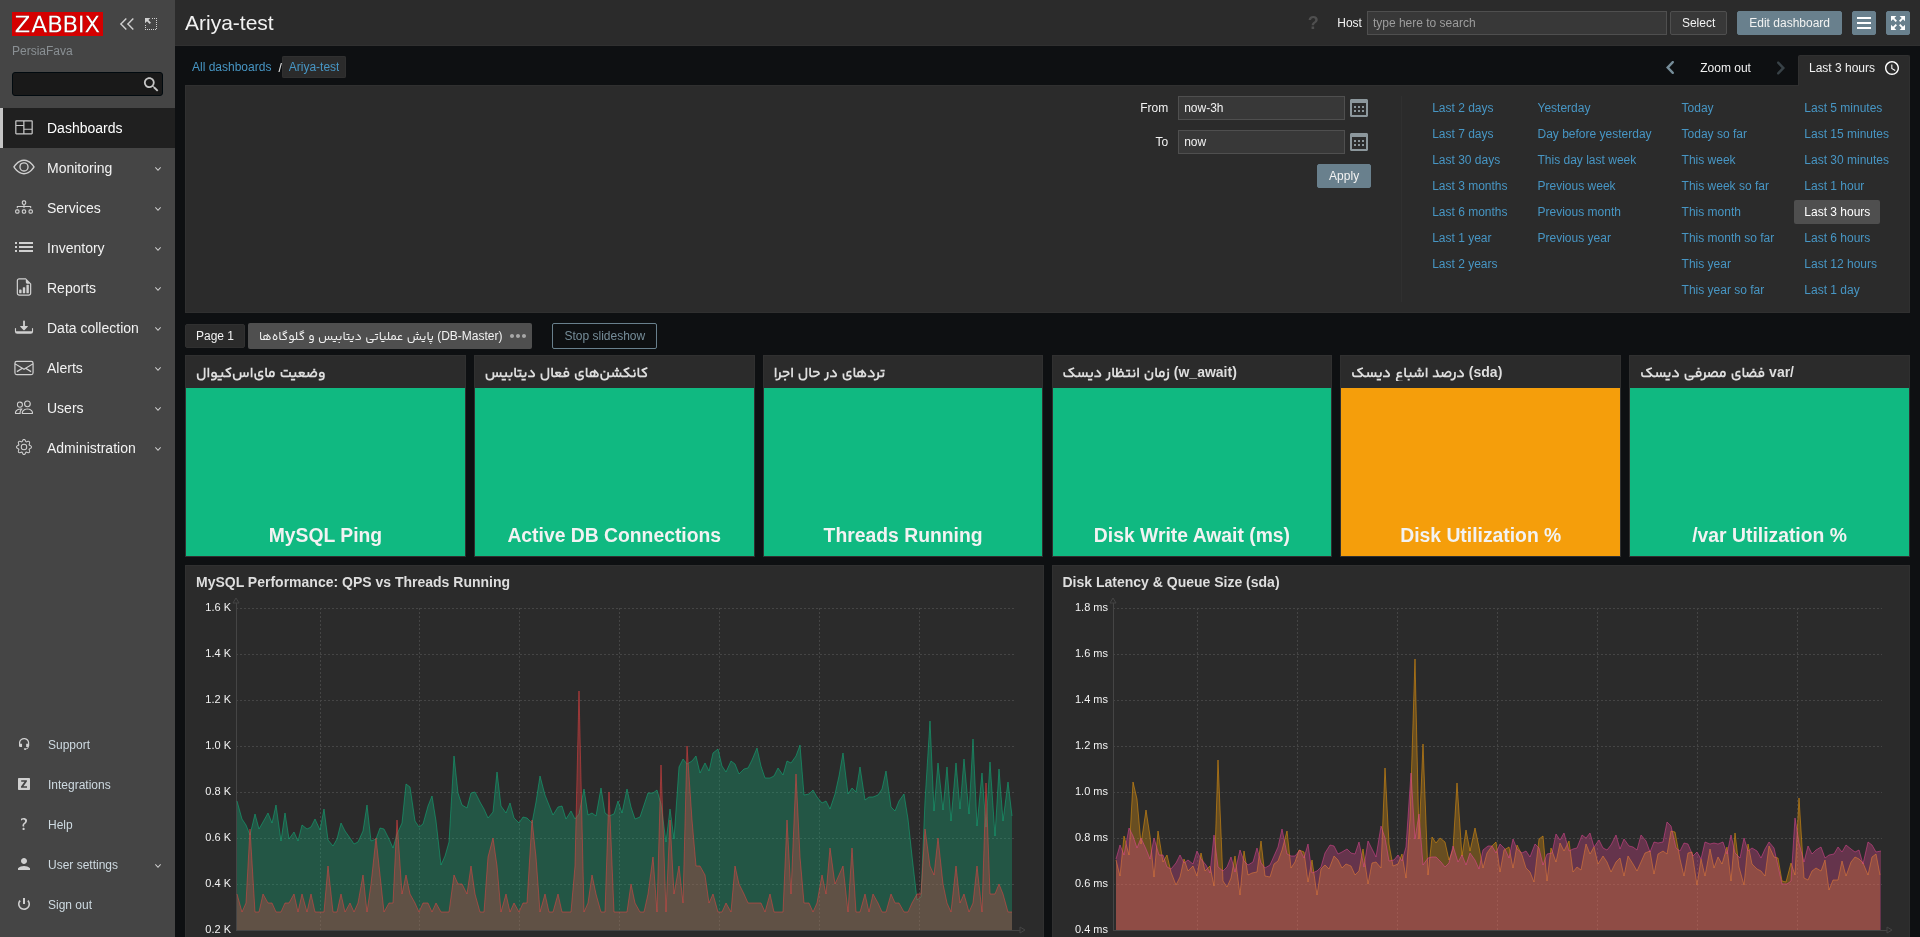 ZABBIX
PersiaFava
Dashboards
Monitoring
Services
Inventory
Reports
Data collection
Alerts
Users
Administration
Support
Integrations
Help
User settings
Sign out
Ariya-test
? Host type here to search Select Edit dashboard
All dashboards / Ariya-test
Zoom out Last 3 hours
From now-3h
To now
Apply
Last 2 days Yesterday Today Last 5 minutes
Last 7 days Day before yesterday Today so far Last 15 minutes
Last 30 days This day last week This week Last 30 minutes
Last 3 months Previous week This week so far Last 1 hour
Last 6 months Previous month This month Last 3 hours
Last 1 year Previous year This month so far Last 6 hours
Last 2 years This year Last 12 hours
This year so far Last 1 day
Page 1 پایش عملیاتی دیتابیس و گلوگاه‌ها (DB-Master) Stop slideshow
وضعیت مای‌اس‌کیوال
MySQL Ping
کانکشن‌های فعال دیتابیس
Active DB Connections
تردهای در حال اجرا
Threads Running
زمان انتظار دیسک (w_await)
Disk Write Await (ms)
درصد اشباع دیسک (sda)
Disk Utilization %
فضای مصرفی دیسک var/
/var Utilization %
MySQL Performance: QPS vs Threads Running
1.6 K
1.4 K
1.2 K
1.0 K
0.8 K
0.6 K
0.4 K
0.2 K
Disk Latency & Queue Size (sda)
1.8 ms
1.6 ms
1.4 ms
1.2 ms
1.0 ms
0.8 ms
0.6 ms
0.4 ms